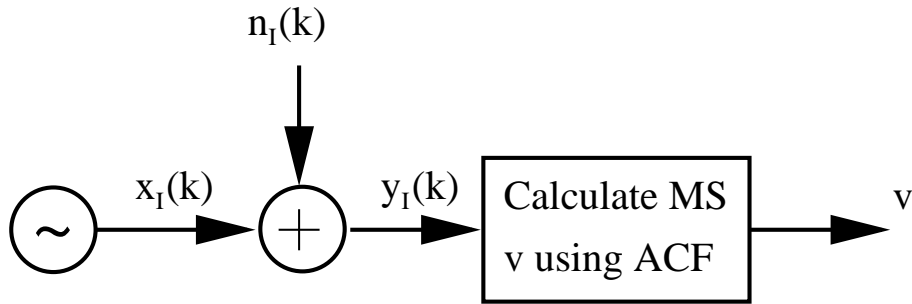 n_I(k)
x_I(k)
~
+
y_I(k)
Calculate MS
v using ACF
v